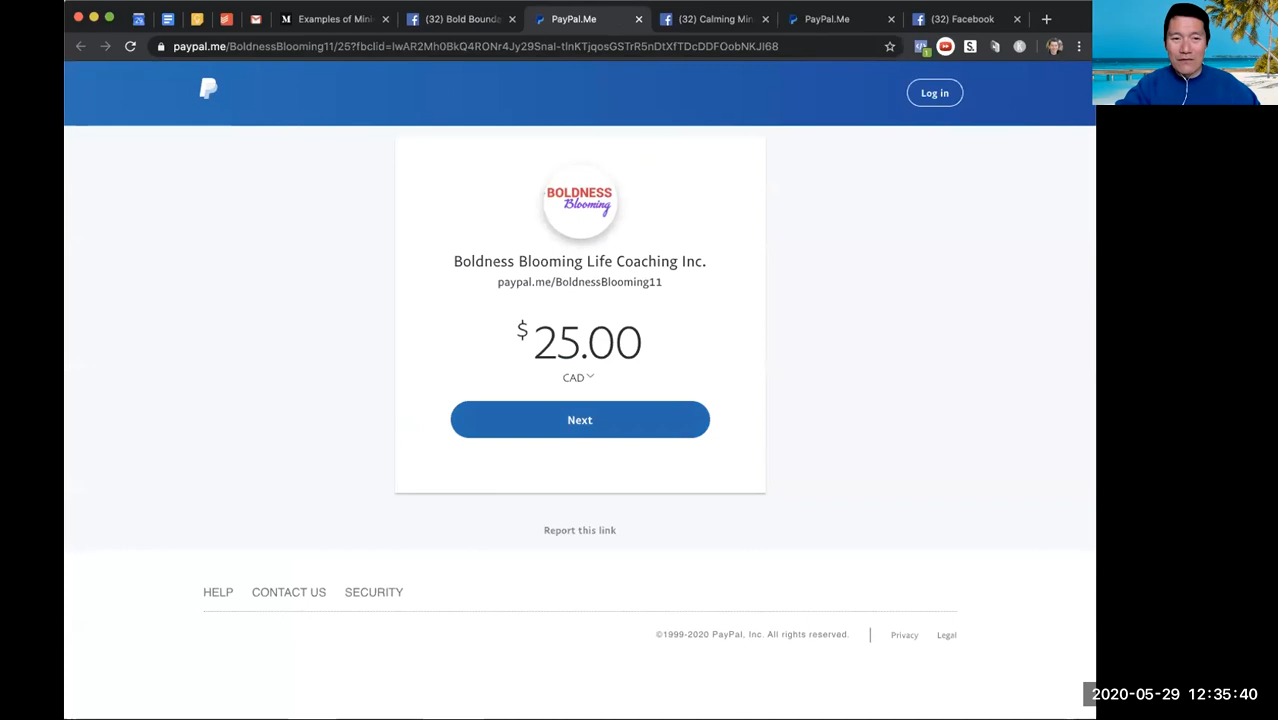 Examples of Mini
(32) Bold Bounda
PayPal.Me
(32) Calming Min
PayPal.Me
(32) Facebook
paypal.me/BoldnessBlooming11/25?fbclid=IwAR2Mh0BkQ4RONr4Jy29Snal-tlnKTjqosGSTrR5nDtXfTDcDDFOobNKJI68
Log in
BOLDNESS
Blooming
Boldness Blooming Life Coaching Inc.
paypal.me/BoldnessBlooming11
$ 25.00
CAD
Next
Report this link
HELP CONTACT US SECURITY
©1999-2020 PayPal, Inc. All rights reserved. | Privacy Legal
2020-05-29 12:35:40